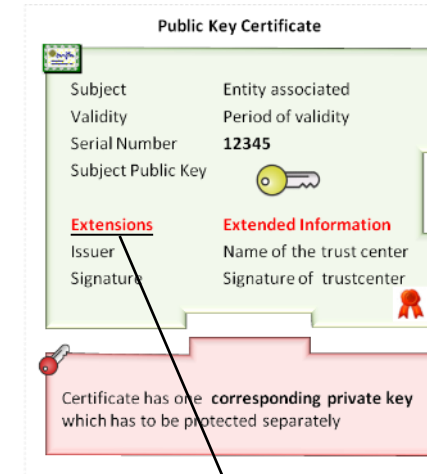 Public Key Certificate
Subject Entity associated
Validity Period of validity
Serial Number 12345
Subject Public Key
Extensions Extended Information
Issuer Name of the trust center
Signature Signature of trustcenter
Certificate has one corresponding private key
which has to be protected separately